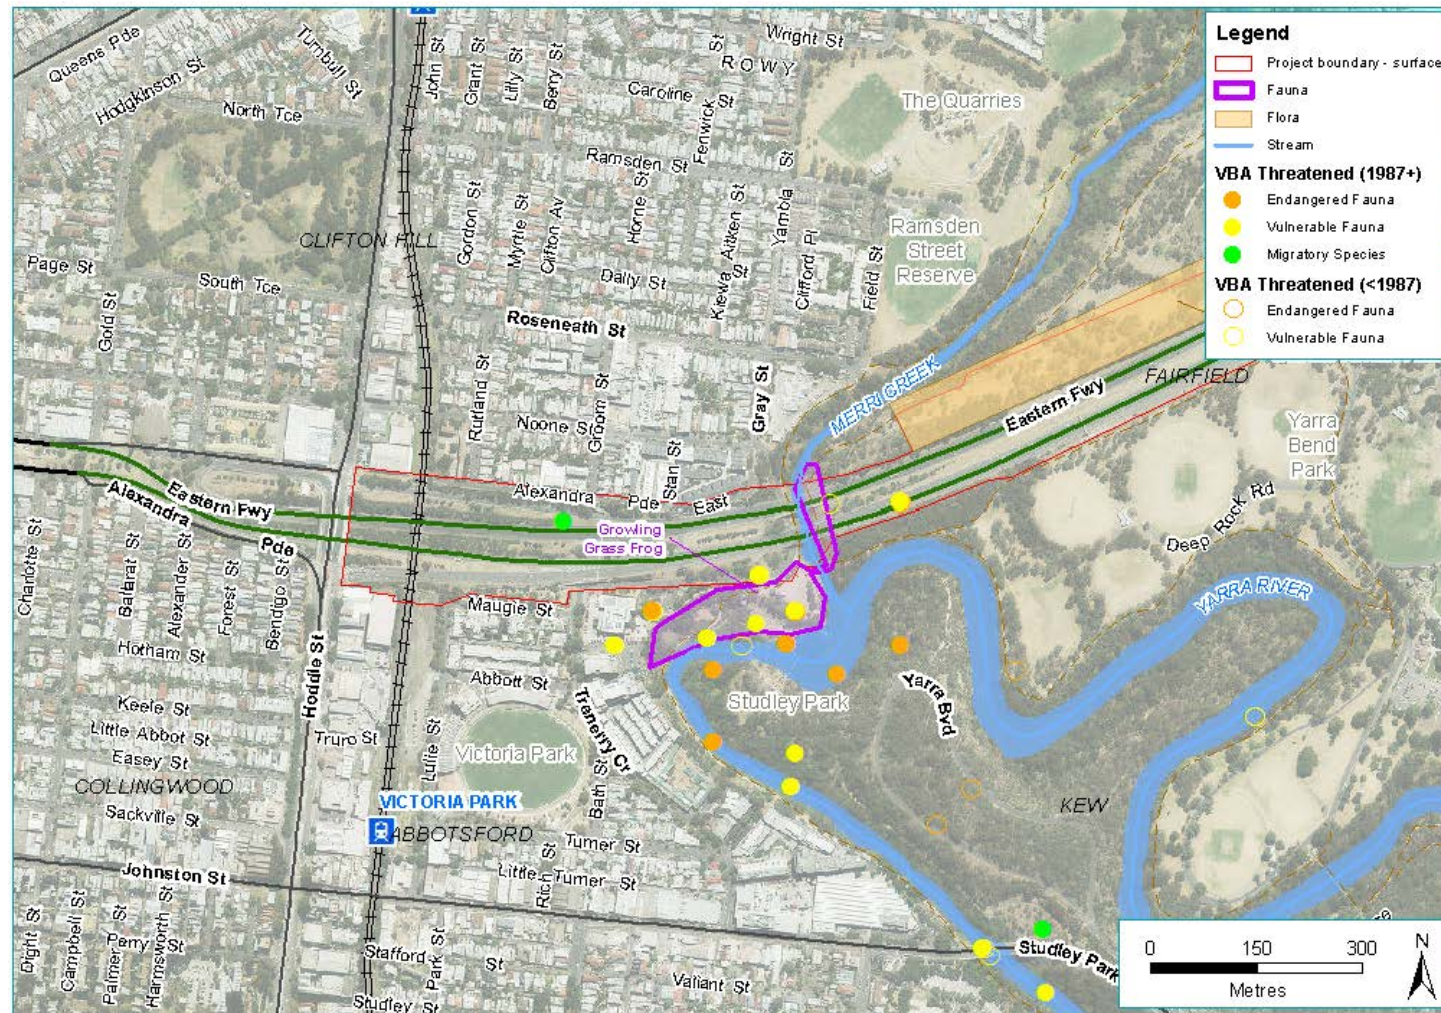 Queens Pde
Hodgkinson St
Turnbull St
North Tce
John St
Grant St
Lilly St
Berry St
Wright St
ROWY
Caroline St
Fenwick St
The Quarries
Ramsden St
Gordon St
Myrtle St
Clifton Av
Horne St
Kiewa St
Aitken St
Yambla St
Clifford Pl
Field St
Ramsden
Street
Reserve
CLIFTON HILL
Page St
South Tce
Gold St
Dally St
Roseneath St
Rutland St
Noone St
Groom St
Gray St
Stan St
MERRI CREEK
FAIRFIELD
Eastern Fwy
Yarra
Bend
Park
Deep Rock Rd
YARRA RIVER
Alexandra Pde East
Eastern Fwy
Alexandra Pde
Growling
Grass Frog
Charlotte St
Ballarat St
Alexander St
Forest St
Bendigo St
Hoddle St
Maugie St
Hotham St
Abbott St
Keele St
Little Abbot St
Easey St
Truro St
Lulie St
Victoria Park
Trenerry Cr
Bath St
Studley Park
Yarra Bvd
COLLINGWOOD
Sackville St
VICTORIA PARK
ABBOTSFORD
KEW
Johnston St
Turner St
Little Turner St
Rich St
Dight St
Campbell St
Palmer St
Perry St
Harmsworth St
Stafford St
Park St
Studley St
Valiant St
Studley Park
Legend
Project boundary - surface
Fauna
Flora
Stream
VBA Threatened (1987+)
Endangered Fauna
Vulnerable Fauna
Migratory Species
VBA Threatened (<1987)
Endangered Fauna
Vulnerable Fauna
0 150 300
Metres
N